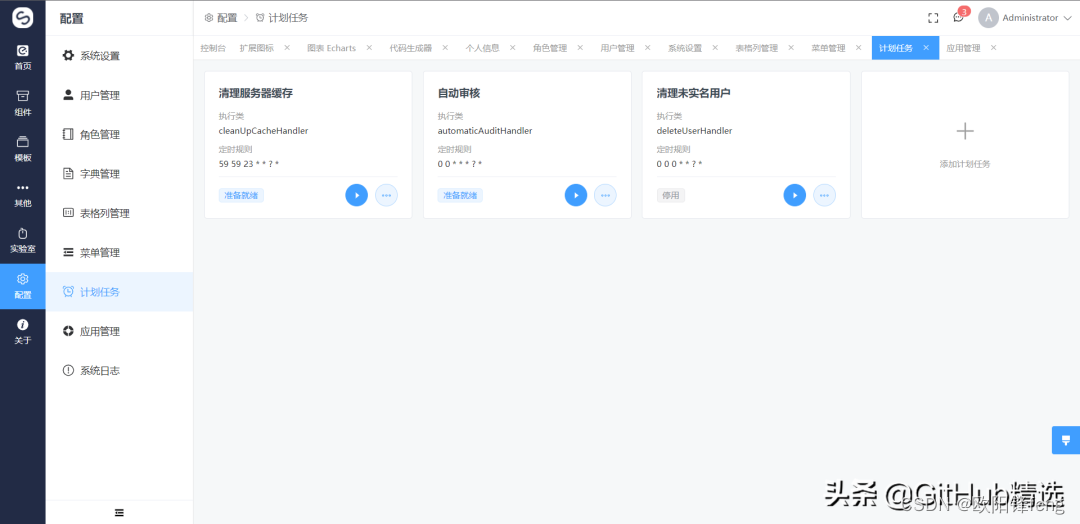 配置
配置 > 计划任务
3
A Administrator
控制台 扩展图标 × 图表 Echarts × 代码生成器 × 个人信息 × 角色管理 × 用户管理 × 系统设置 × 表格列管理 × 菜单管理 × 计划任务 × 应用管理 ×
首页
组件
模板
其他
实验室
配置
关于
系统设置
用户管理
角色管理
字典管理
表格列管理
菜单管理
计划任务
应用管理
系统日志
清理服务器缓存
执行类
cleanUpCacheHandler
定时规则
59 59 23 * * ? *
准备就绪
自动审核
执行类
automaticAuditHandler
定时规则
0 0 * * * ? *
准备就绪
清理未实名用户
执行类
deleteUserHandler
定时规则
0 0 0 * * ? *
停用
添加计划任务
头条 @GitHub精选
CSDN @欧阳锋feng